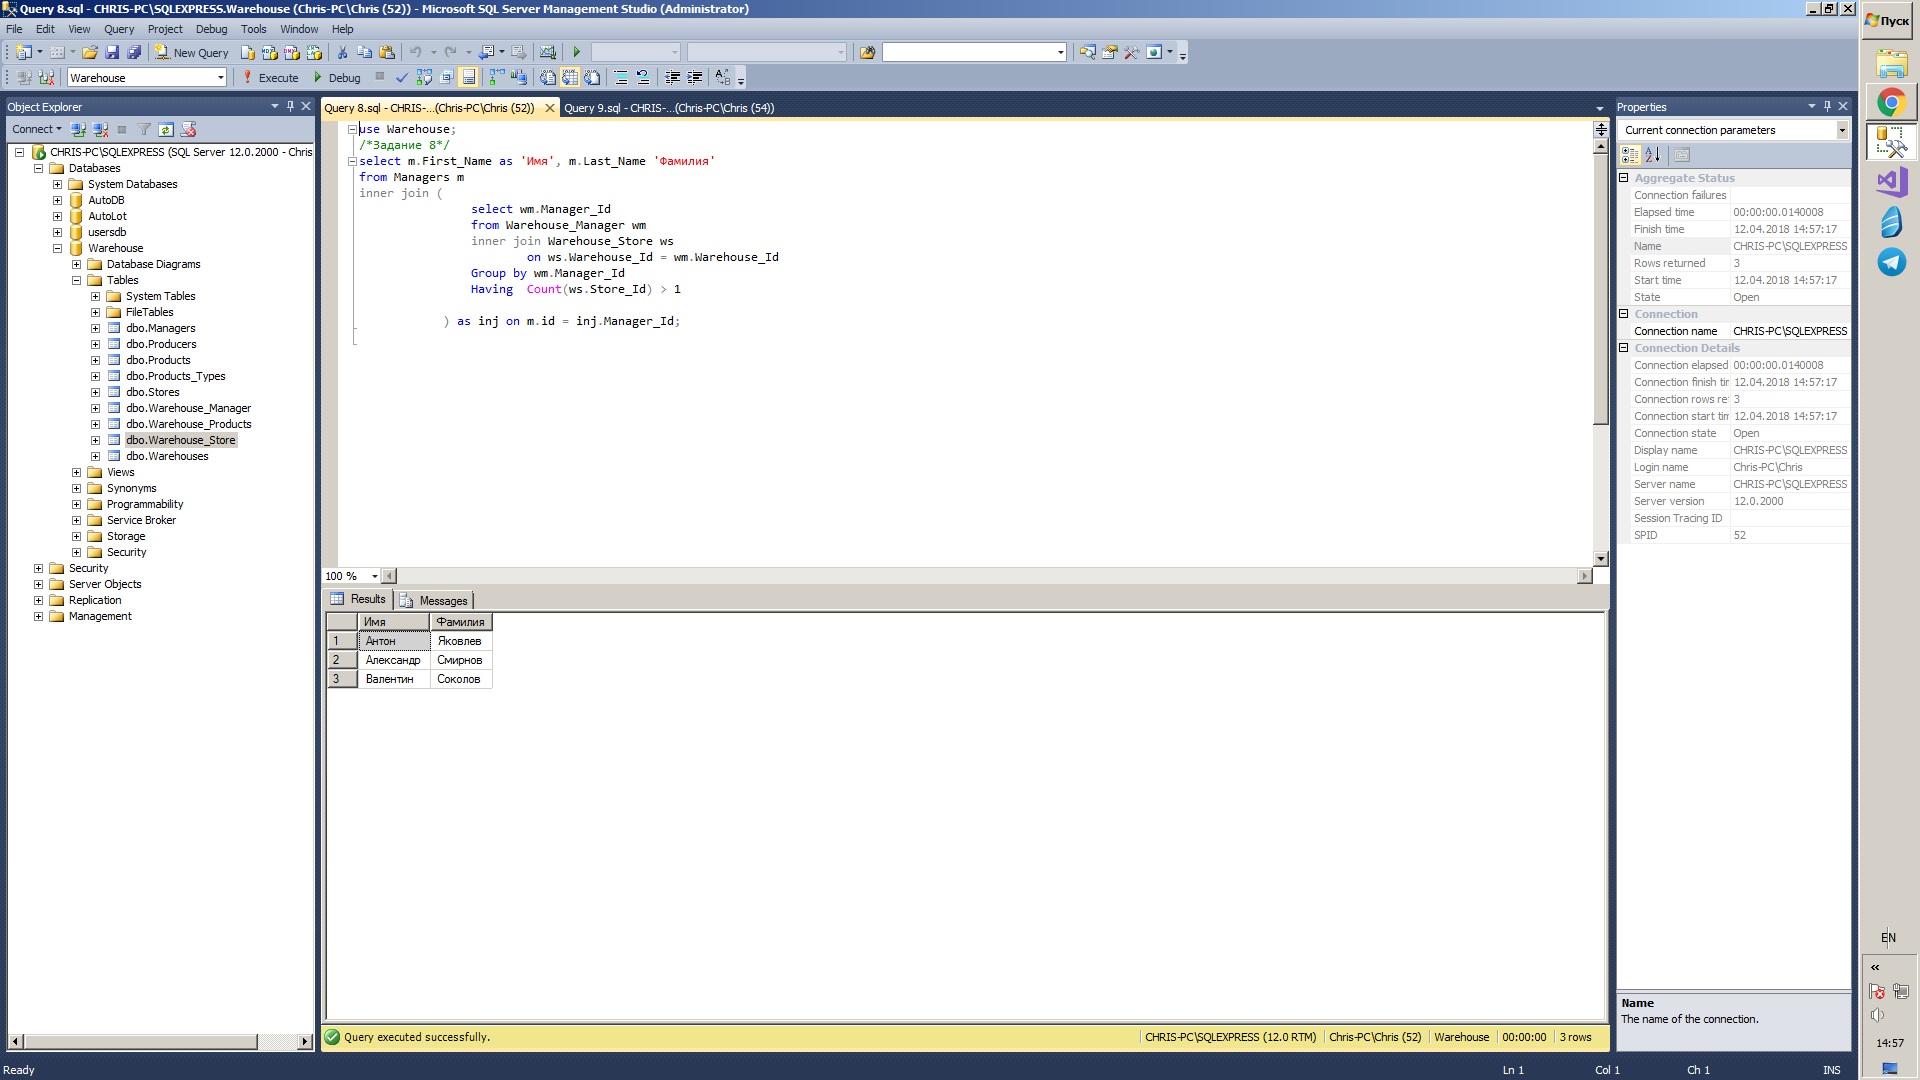 Query 8.sql - CHRIS-PC\SQLEXPRESS.Warehouse (Chris-PC\Chris (52)) - Microsoft SQL Server Management Studio (Administrator)
File Edit View Query Project Debug Tools Window Help
New Query
Warehouse Execute Debug
Object Explorer
Connect
CHRIS-PC\SQLEXPRESS (SQL Server 12.0.2000 - Chris
Databases
System Databases
AutoDB
AutoLot
usersdb
Warehouse
Database Diagrams
Tables
System Tables
FileTables
dbo.Managers
dbo.Producers
dbo.Products
dbo.Products_Types
dbo.Stores
dbo.Warehouse_Manager
dbo.Warehouse_Products
dbo.Warehouse_Store
dbo.Warehouses
Views
Synonyms
Programmability
Service Broker
Storage
Security
Security
Server Objects
Replication
Management
Query 8.sql - CHRIS-...(Chris-PC\Chris (52)) Query 9.sql - CHRIS-...(Chris-PC\Chris (54))
use Warehouse;
/*Задание 8*/
select m.First_Name as 'Имя', m.Last_Name 'Фамилия'
from Managers m
inner join (
select wm.Manager_Id
from Warehouse_Manager wm
inner join Warehouse_Store ws
on ws.Warehouse_Id = wm.Warehouse_Id
Group by wm.Manager_Id
Having Count(ws.Store_Id) > 1
) as inj on m.id = inj.Manager_Id;
100 %
Results Messages
Имя Фамилия
1 Антон Яковлев
2 Александр Смирнов
3 Валентин Соколов
Query executed successfully. CHRIS-PC\SQLEXPRESS (12.0 RTM) Chris-PC\Chris (52) Warehouse 00:00:00 3 rows
Properties
Current connection parameters
Aggregate Status
Connection failures
Elapsed time 00:00:00.0140008
Finish time 12.04.2018 14:57:17
Name CHRIS-PC\SQLEXPRESS
Rows returned 3
Start time 12.04.2018 14:57:17
State Open
Connection
Connection name CHRIS-PC\SQLEXPRESS
Connection Details
Connection elapsed 00:00:00.0140008
Connection finish tir 12.04.2018 14:57:17
Connection rows re 3
Connection start tim 12.04.2018 14:57:17
Connection state Open
Display name CHRIS-PC\SQLEXPRESS
Login name Chris-PC\Chris
Server name CHRIS-PC\SQLEXPRESS
Server version 12.0.2000
Session Tracing ID
SPID 52
Name
The name of the connection.
Ready Ln 1 Col 1 Ch 1 INS
Пуск
EN
14:57